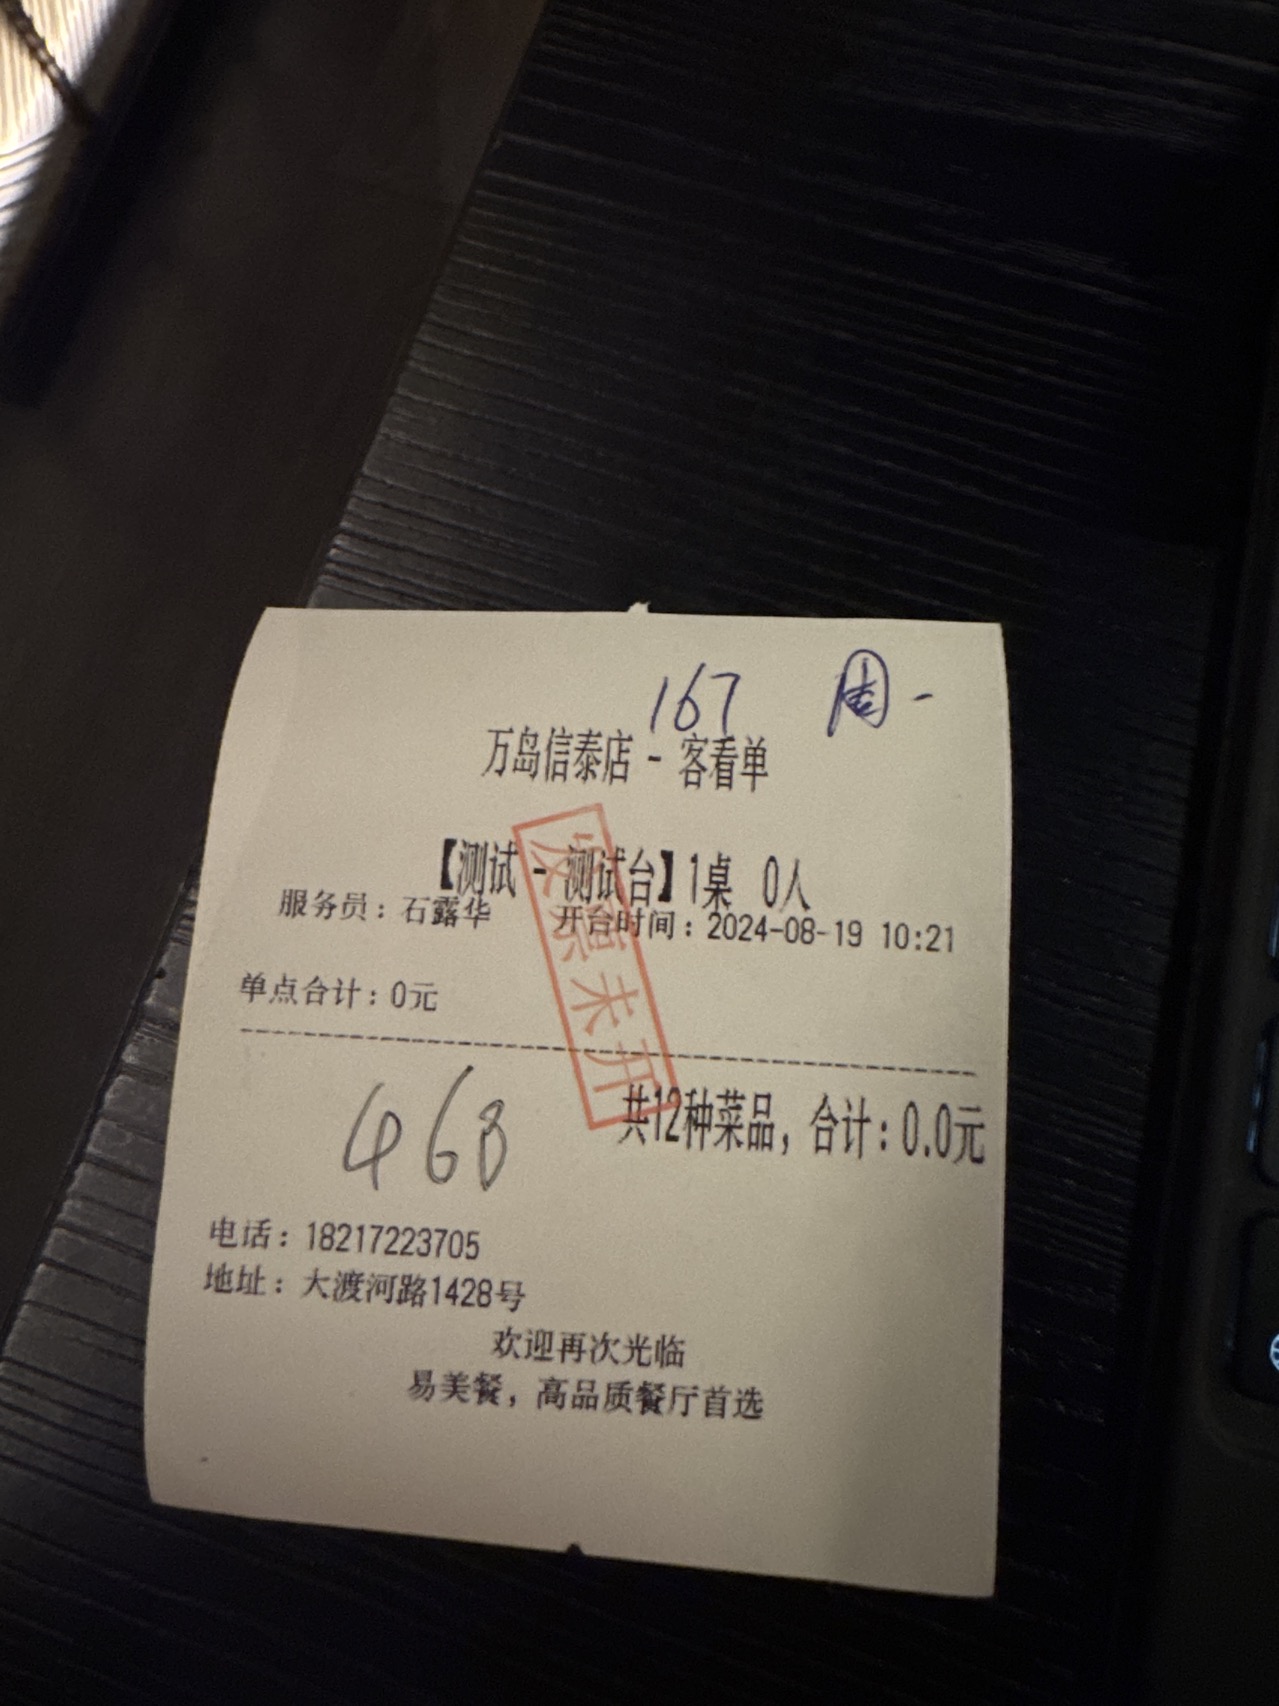 167 周一
万岛信泰店 - 客看单
【测试 - 测试台】1桌 0人
服务员：石露华 开台时间：2024-08-19 10:21
发票未开
单点合计：0元
共12种菜品，合计：0.0元
468
电话：18217223705
地址：大渡河路1428号
欢迎再次光临
易美餐，高品质餐厅首选